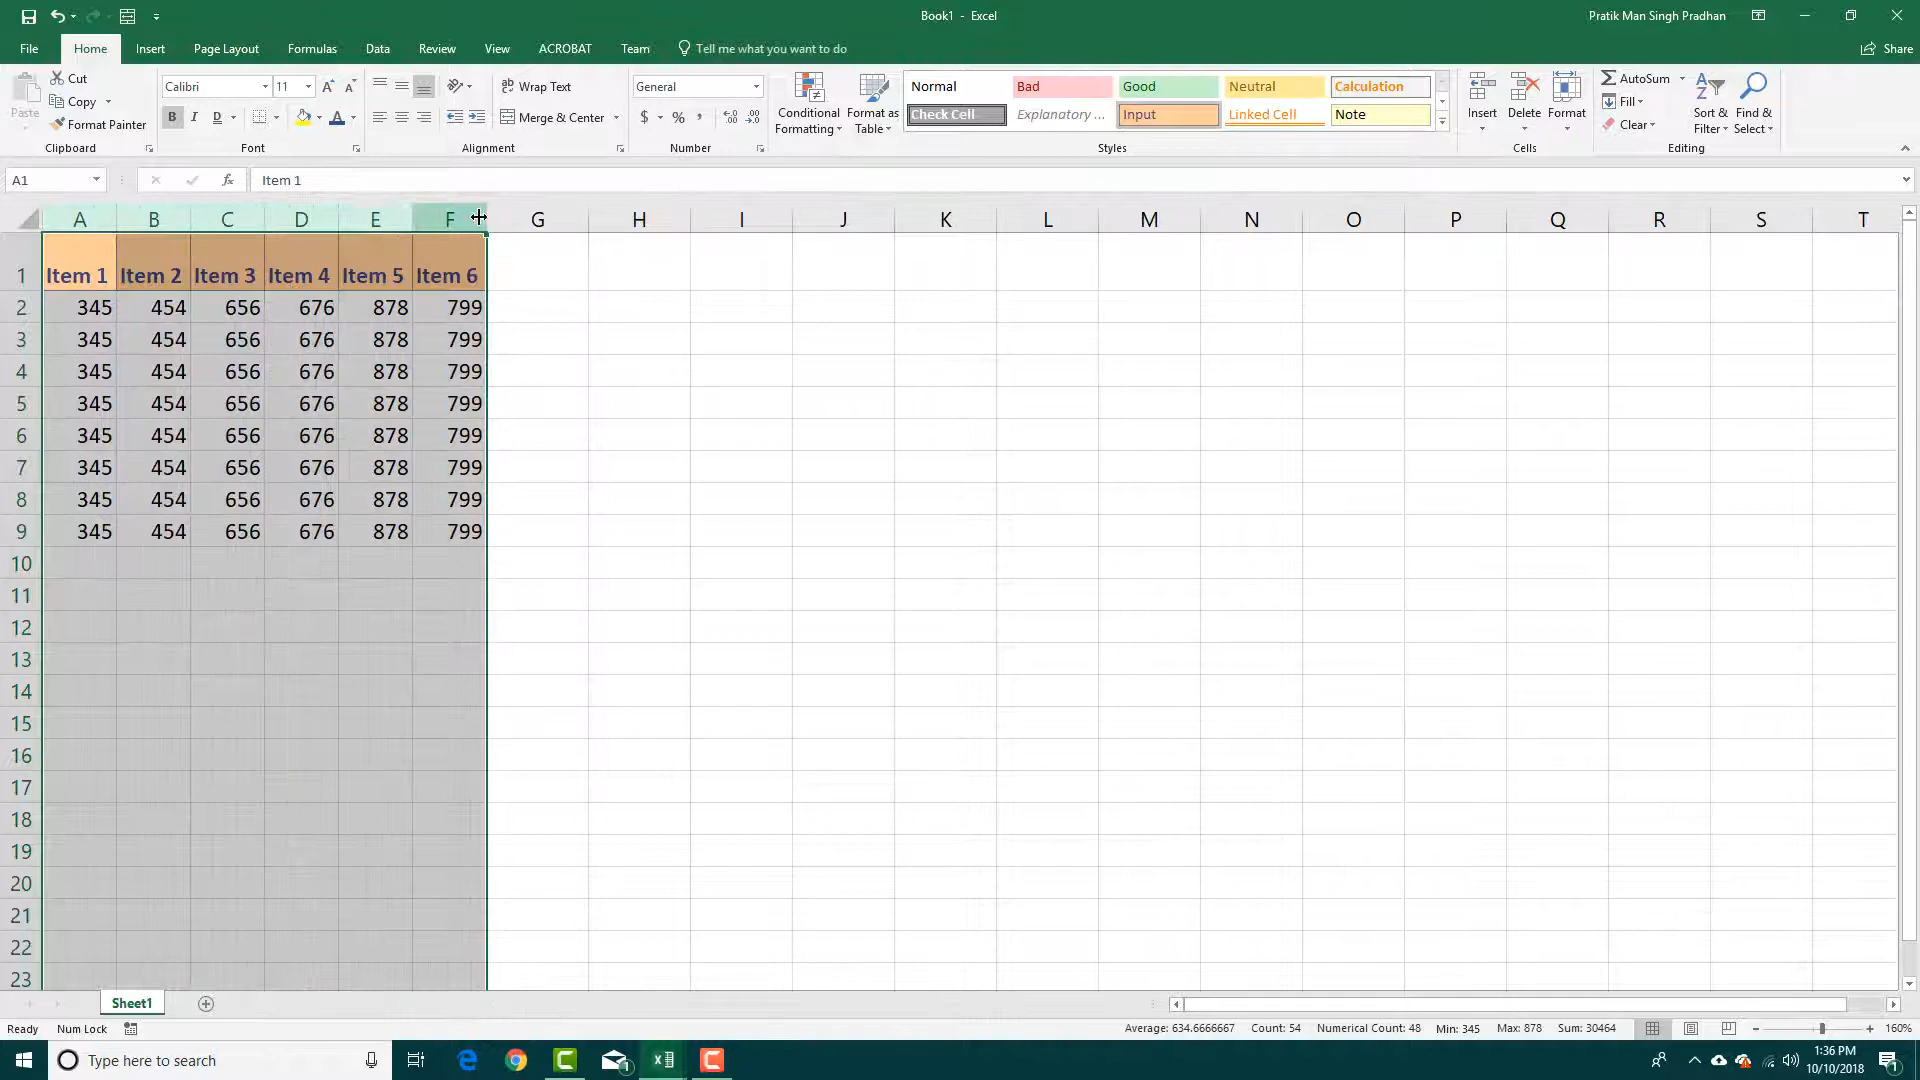 Book1 - Excel
Pratik Man Singh Pradhan
File Home Insert Page Layout Formulas Data Review View ACROBAT Team Tell me what you want to do Share
Paste
Cut
Copy
Format Painter
Clipboard
Calibri 11
B I D A
Font
Wrap Text
Merge & Center
Alignment
General
$ % ,
Number
Conditional Formatting
Format as Table
Normal Bad Good Neutral Calculation
Check Cell Explanatory ... Input Linked Cell Note
Styles
Insert Delete Format
Cells
AutoSum
Fill
Clear
Sort & Filter
Find & Select
Editing
A1 fx Item 1
A B C D E F G H I J K L M N O P Q R S T
1 Item 1 Item 2 Item 3 Item 4 Item 5 Item 6
2 345 454 656 676 878 799
3 345 454 656 676 878 799
4 345 454 656 676 878 799
5 345 454 656 676 878 799
6 345 454 656 676 878 799
7 345 454 656 676 878 799
8 345 454 656 676 878 799
9 345 454 656 676 878 799
10
11
12
13
14
15
16
17
18
19
20
21
22
23
Sheet1
Ready Num Lock Average: 634.6666667 Count: 54 Numerical Count: 48 Min: 345 Max: 878 Sum: 30464 160%
Type here to search
1:36 PM
10/10/2018